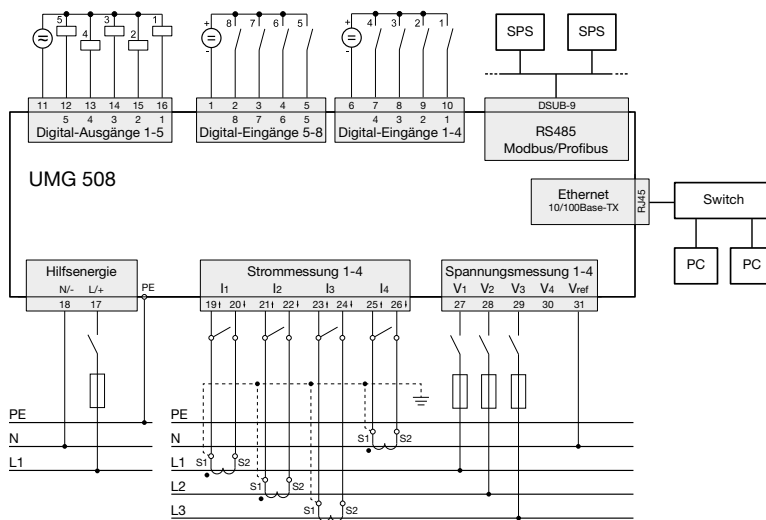 5 3 1
4 2
8 7 6 5
4 3 2 1
+
-
+
-
SPS SPS
11 12 13 14 15 16
5 4 3 2 1
Digital-Ausgänge 1-5
1 2 3 4 5
8 7 6 5
Digital-Eingänge 5-8
6 7 8 9 10
4 3 2 1
Digital-Eingänge 1-4
DSUB-9
RS485
Modbus/Profibus
UMG 508
Ethernet
10/100Base-TX
RJ45
Switch
PC PC
Hilfsenergie
N/- L/+ PE
18 17
Strommessung 1-4
I1 I2 I3 I4
19 20 21 22 23 24 25 26
Spannungsmessung 1-4
V1 V2 V3 V4 Vref
27 28 29 30 31
PE
N
L1
PE
N
L1
L2
L3
S1 S2
S1 S2
S1 S2
S1 S2